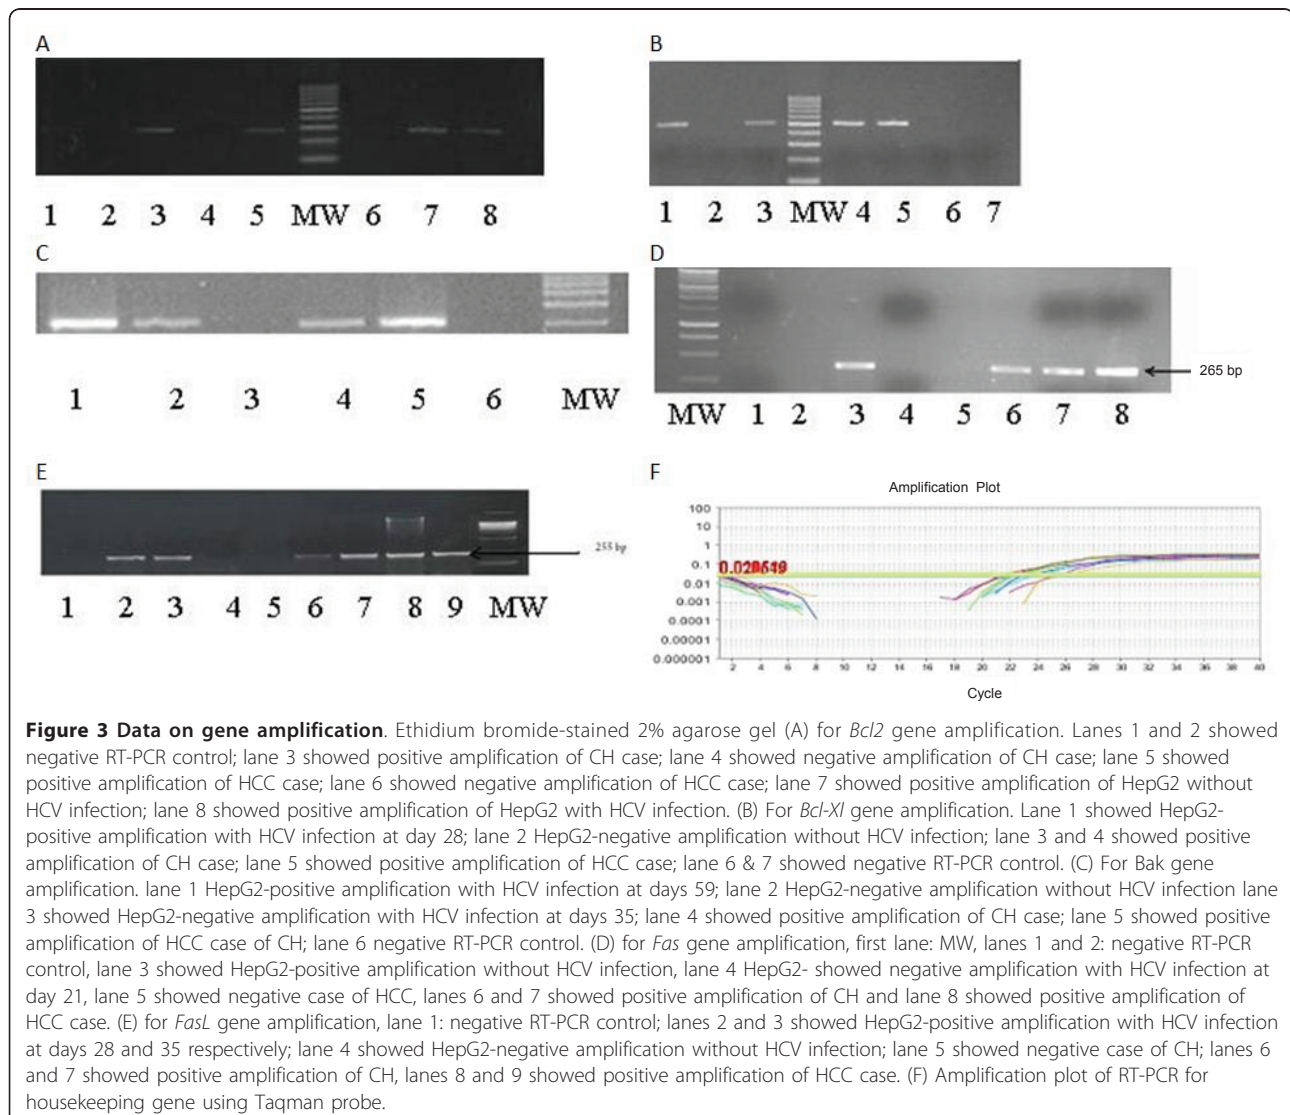 A
1 2 3 4 5 MW 6 7 8
B
1 2 3 MW 4 5 6 7
C
1 2 3 4 5 6 MW
D
265 bp
MW 1 2 3 4 5 6 7 8
E
255 bp
1 2 3 4 5 6 7 8 9 MW
F
Amplification Plot
100
10
1
0.1
0.01
0.001
0.0001
0.00001
0.000001
2 4 6 8 10 12 14 16 18 20 22 24 26 28 30 32 34 36 38 40
Cycle
Figure 3 Data on gene amplification. Ethidium bromide-stained 2% agarose gel (A) for Bcl2 gene amplification. Lanes 1 and 2 showed
negative RT-PCR control; lane 3 showed positive amplification of CH case; lane 4 showed negative amplification of CH case; lane 5 showed
positive amplification of HCC case; lane 6 showed negative amplification of HCC case; lane 7 showed positive amplification of HepG2 without
HCV infection; lane 8 showed positive amplification of HepG2 with HCV infection. (B) For Bcl-Xl gene amplification. Lane 1 showed HepG2-
positive amplification with HCV infection at day 28; lane 2 HepG2-negative amplification without HCV infection; lane 3 and 4 showed positive
amplification of CH case; lane 5 showed positive amplification of HCC case; lane 6 & 7 showed negative RT-PCR control. (C) For Bak gene
amplification. lane 1 HepG2-positive amplification with HCV infection at days 59; lane 2 HepG2-negative amplification without HCV infection lane
3 showed HepG2-negative amplification with HCV infection at days 35; lane 4 showed positive amplification of CH case; lane 5 showed positive
amplification of HCC case of CH; lane 6 negative RT-PCR control. (D) for Fas gene amplification, first lane: MW, lanes 1 and 2: negative RT-PCR
control, lane 3 showed HepG2-positive amplification without HCV infection, lane 4 HepG2- showed negative amplification with HCV infection at
day 21, lane 5 showed negative case of HCC, lanes 6 and 7 showed positive amplification of CH and lane 8 showed positive amplification of
HCC case. (E) for FasL gene amplification, lane 1: negative RT-PCR control; lanes 2 and 3 showed HepG2-positive amplification with HCV infection
at days 28 and 35 respectively; lane 4 showed HepG2-negative amplification without HCV infection; lane 5 showed negative case of CH; lanes 6
and 7 showed positive amplification of CH, lanes 8 and 9 showed positive amplification of HCC case. (F) Amplification plot of RT-PCR for
housekeeping gene using Taqman probe.